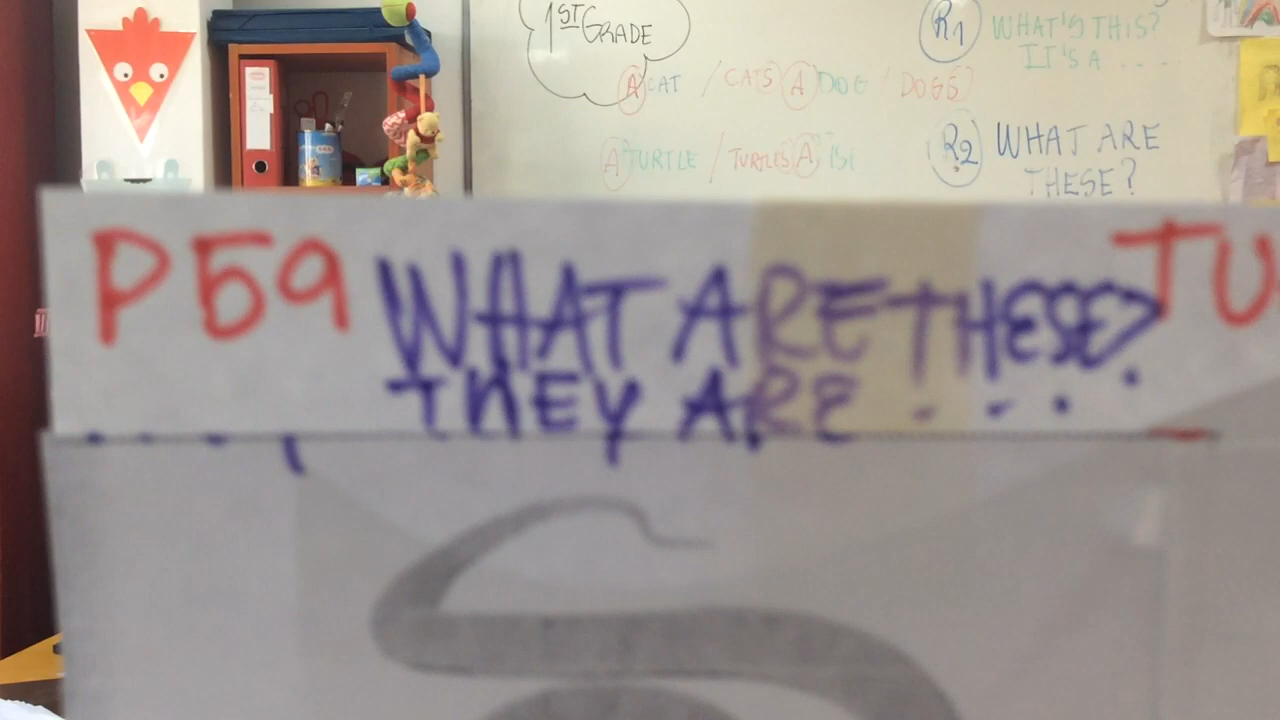 1ST GRADE
A CAT / CATS A DOG / DOGS
A TURTLE / TURTLES A
R1 WHAT'S THIS?
IT'S A ....
R2 WHAT ARE
THESE?
P59 WHAT ARE THESE? TU
THEY ARE ....